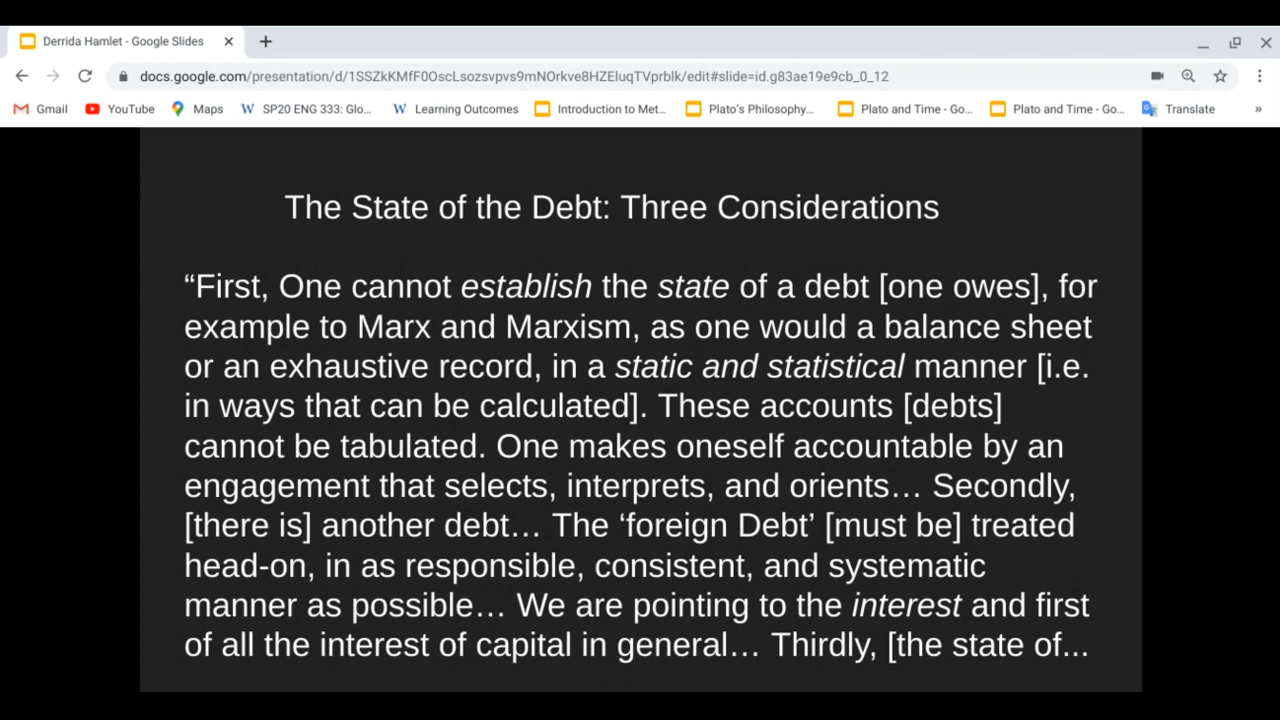 Derrida Hamlet - Google Slides
docs.google.com/presentation/d/1SSZkKMfF0OscLsozsvpvs9mNOrkve8HZEluqTVprblk/edit#slide=id.g83ae19e9cb_0_12
Gmail YouTube Maps SP20 ENG 333: Glo... Learning Outcomes Introduction to Met... Plato's Philosophy... Plato and Time - Go... Plato and Time - Go... Translate »
The State of the Debt: Three Considerations
“First, One cannot establish the state of a debt [one owes], for
example to Marx and Marxism, as one would a balance sheet
or an exhaustive record, in a static and statistical manner [i.e.
in ways that can be calculated]. These accounts [debts]
cannot be tabulated. One makes oneself accountable by an
engagement that selects, interprets, and orients… Secondly,
[there is] another debt… The ‘foreign Debt’ [must be] treated
head-on, in as responsible, consistent, and systematic
manner as possible… We are pointing to the interest and first
of all the interest of capital in general… Thirdly, [the state of...